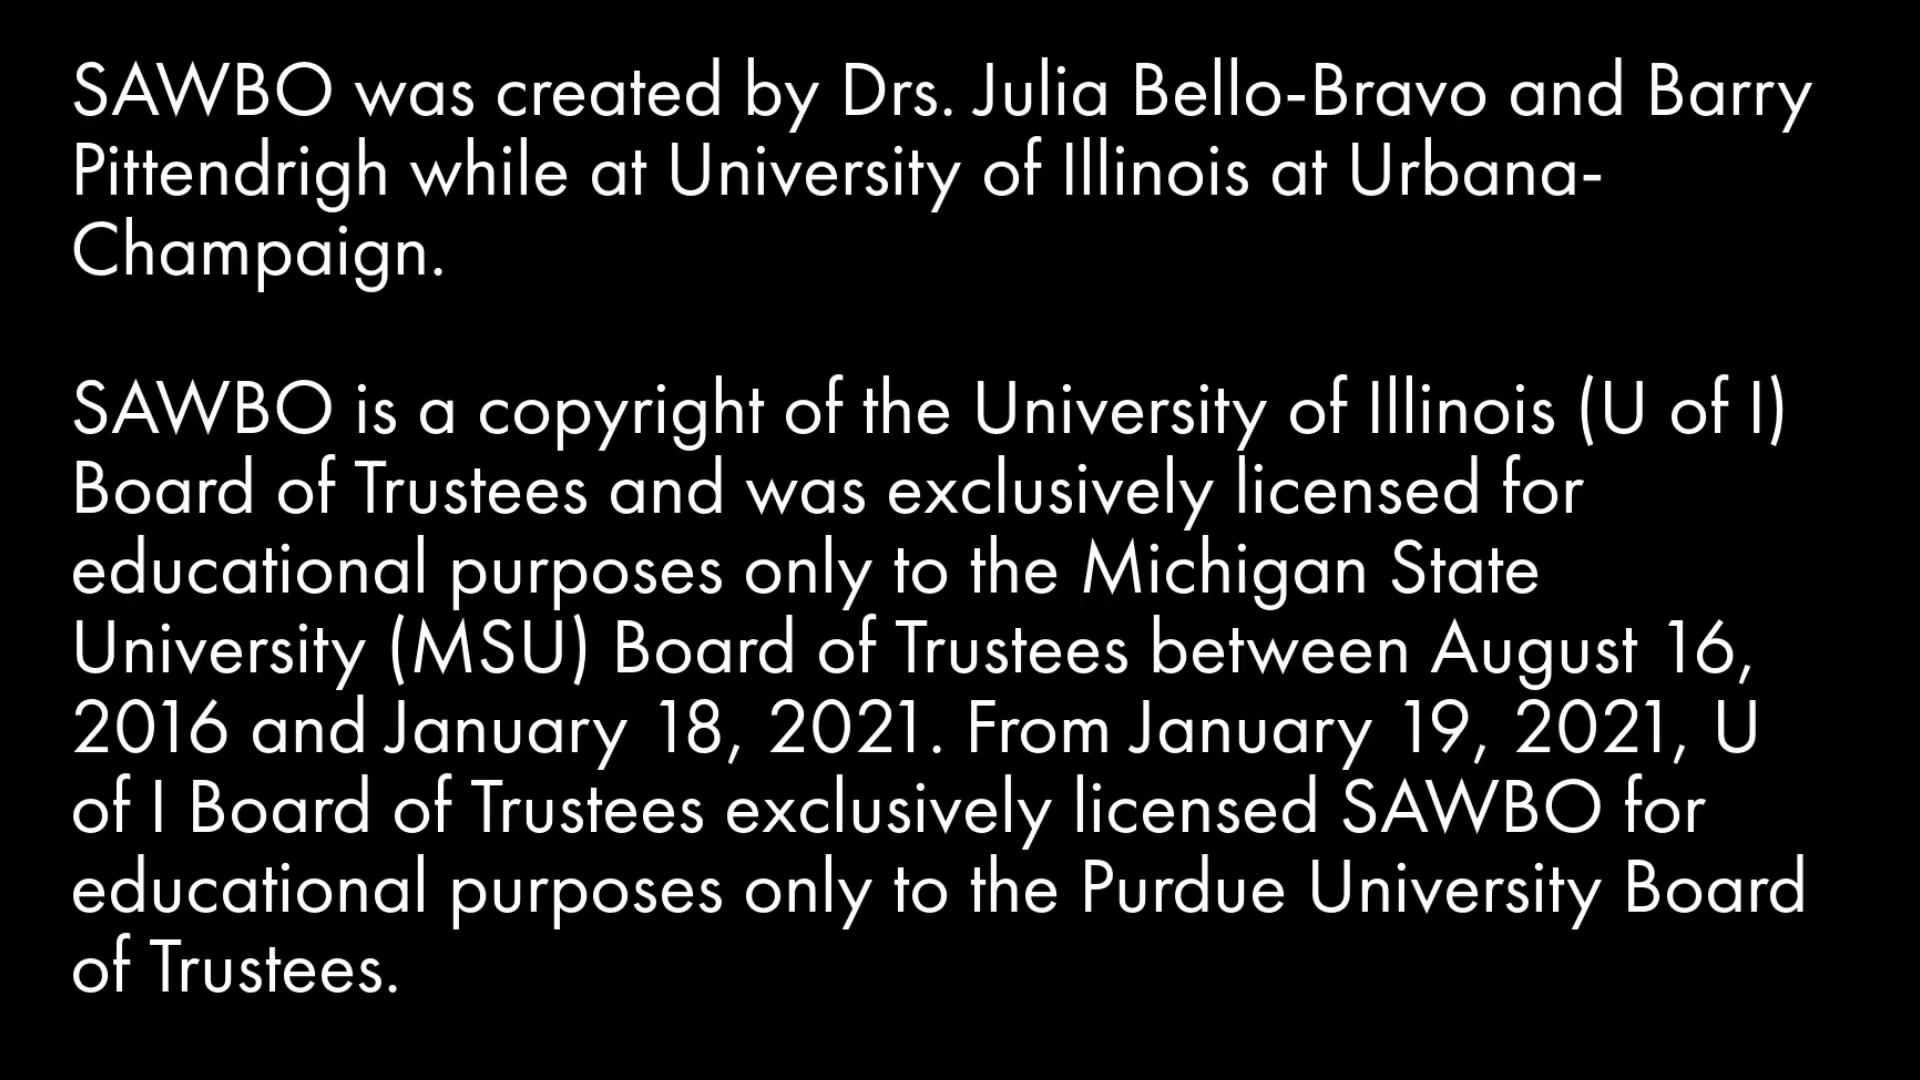 SAWBO was created by Drs. Julia Bello-Bravo and Barry
Pittendrigh while at University of Illinois at Urbana-
Champaign.
SAWBO is a copyright of the University of Illinois (U of I)
Board of Trustees and was exclusively licensed for
educational purposes only to the Michigan State
University (MSU) Board of Trustees between August 16,
2016 and January 18, 2021. From January 19, 2021, U
of I Board of Trustees exclusively licensed SAWBO for
educational purposes only to the Purdue University Board
of Trustees.